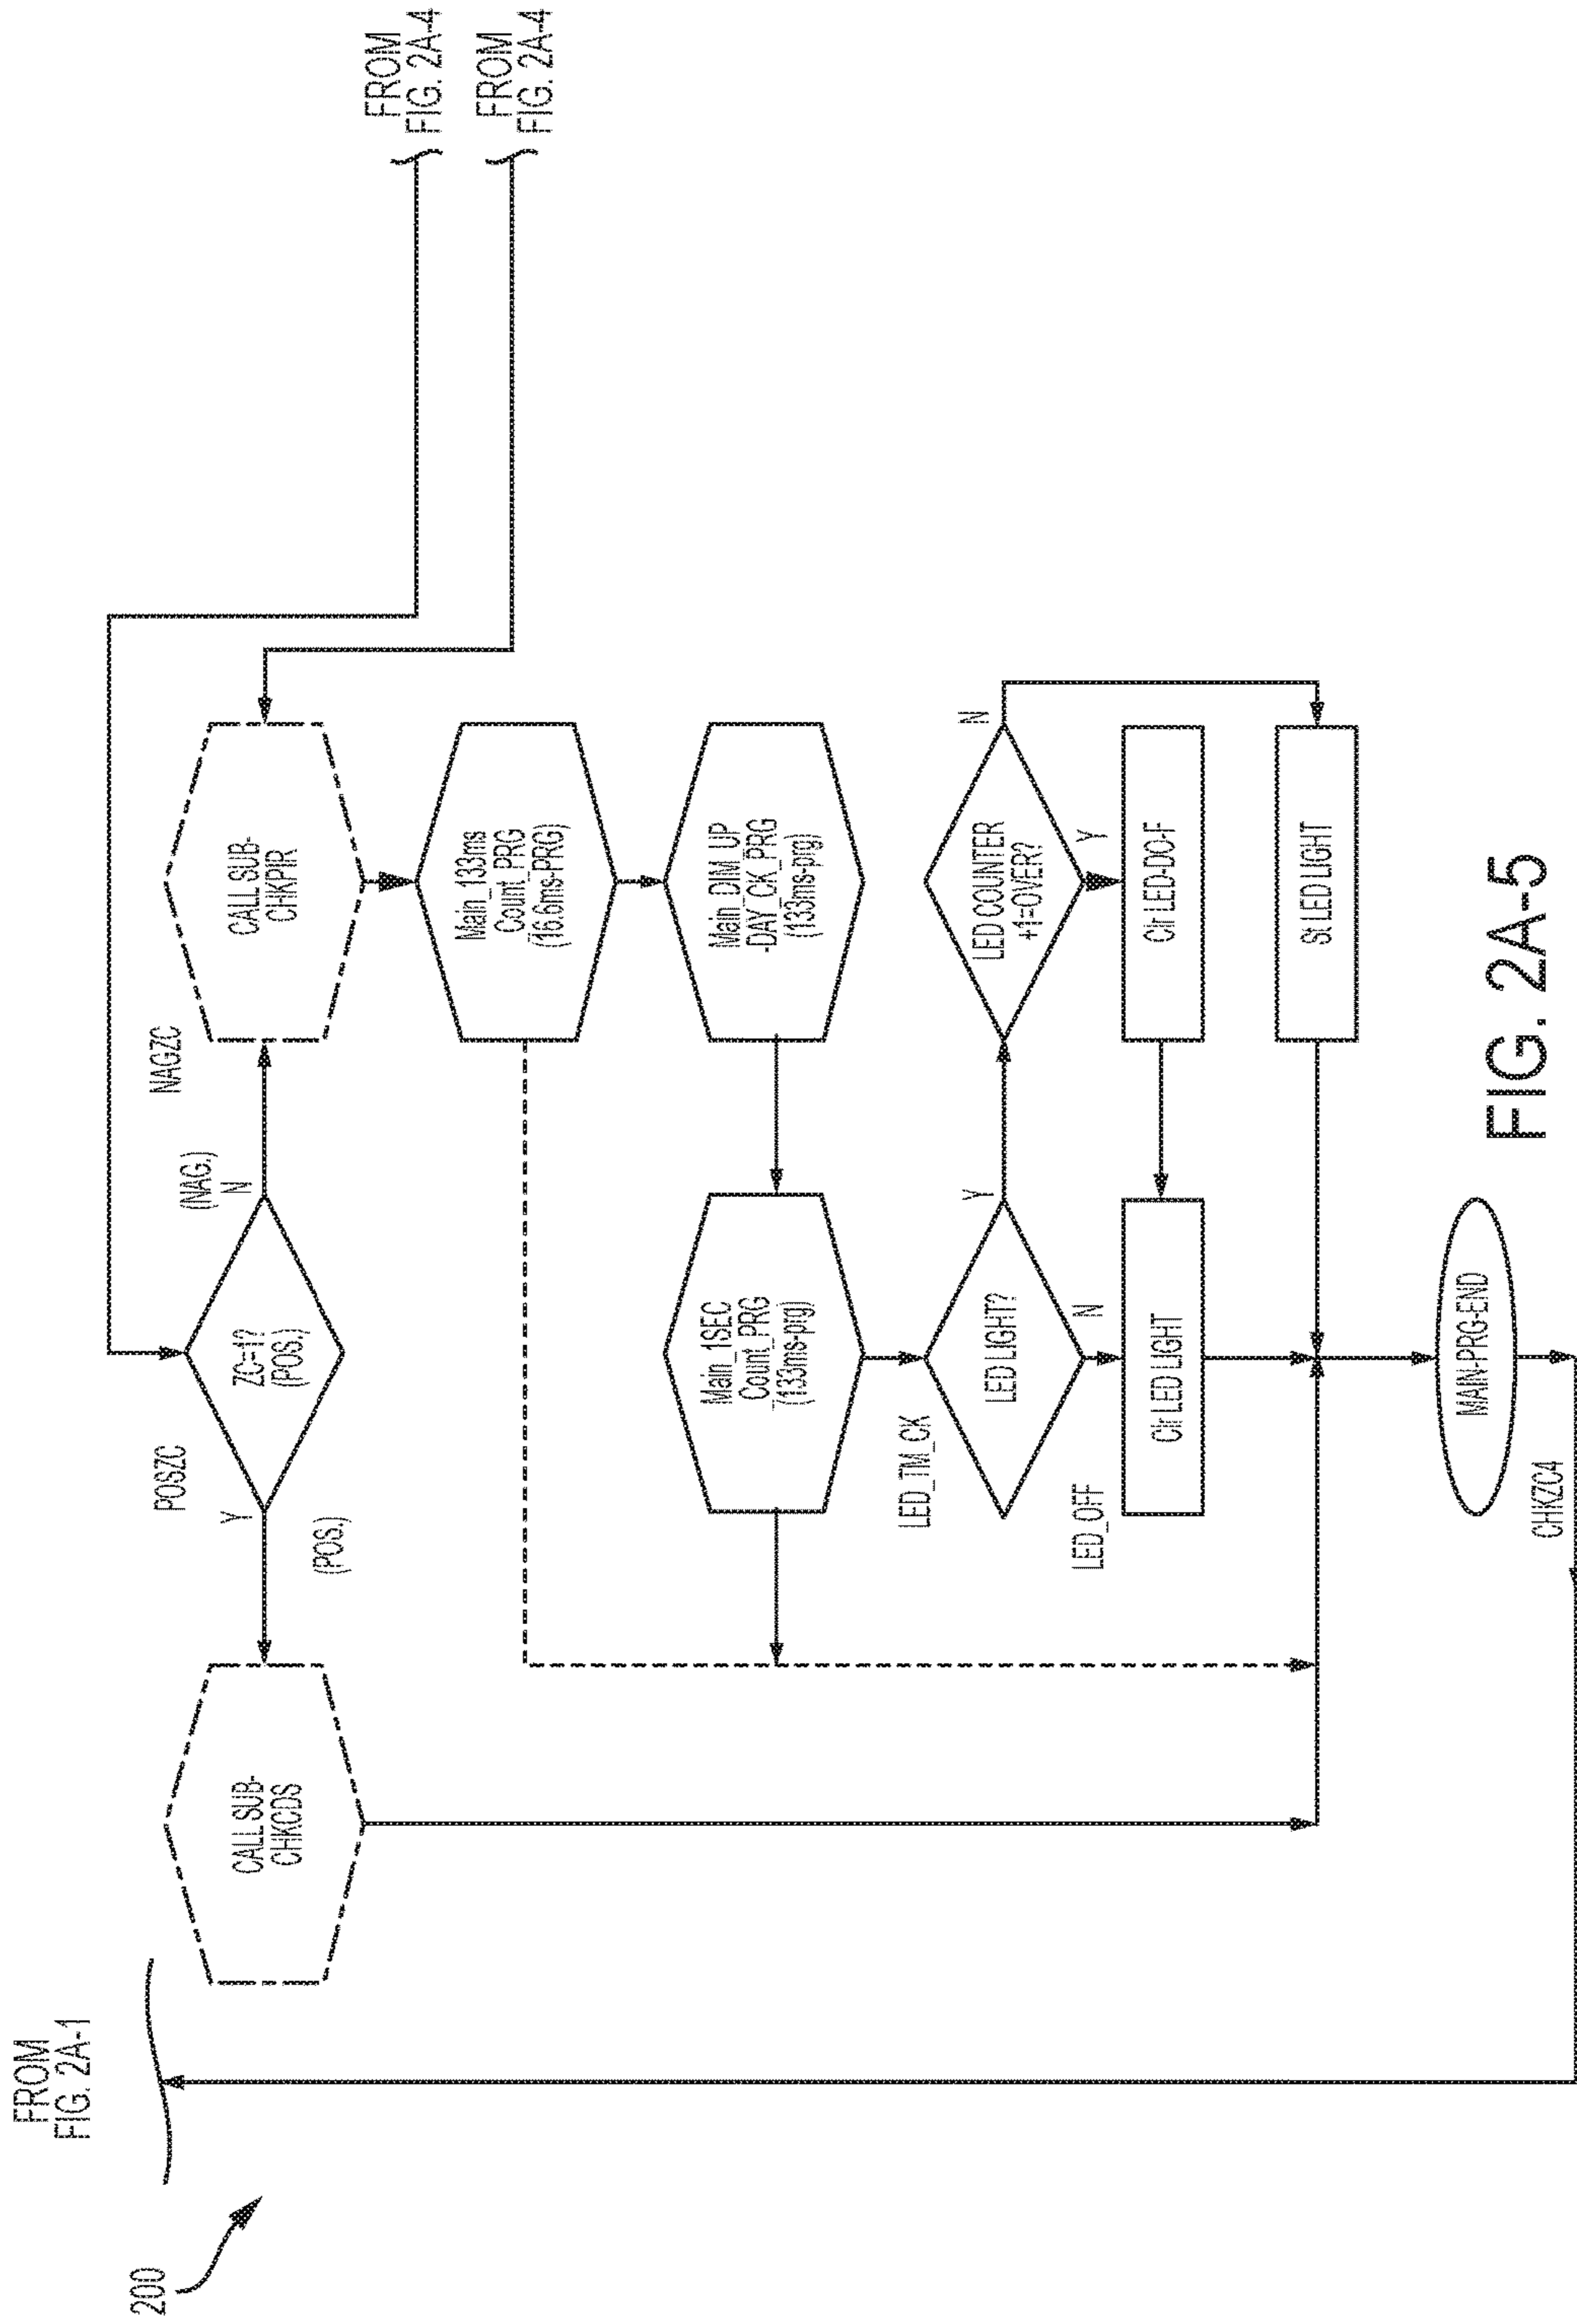 200
FROM
FIG. 2A-1
FROM
FIG. 2A-4
FROM
FIG. 2A-4
POSZC
NAGZC
CALL SUB-
CHKCDS
Y
(POS.)
ZC=1?
(POS.)
(NAG.)
N
CALL SUB-
CHKPIR
Main_133ms
Count_PRG
(16.6ms-PRG)
Main_1SEC
Count_PRG
(133ms-prg)
Main_DIM_UP
-DAY_CK_PRG
(133ms-prg)
LED_TM_CK
LED LIGHT?
Y
N
LED COUNTER
+1=OVER?
N
Y
LED_OFF
Clr LED LIGHT
Clr LED-DO-F
St LED LIGHT
MAIN-PRG-END
CHKZC4
FIG. 2A-5